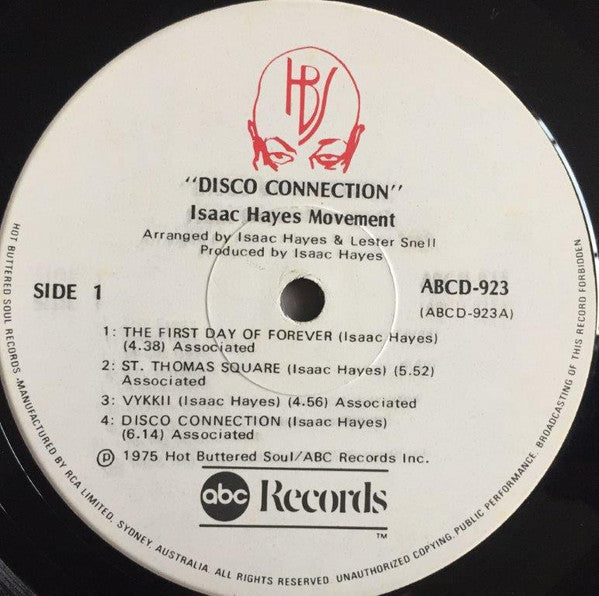 HBS
"DISCO CONNECTION"
Isaac Hayes Movement
Arranged by Isaac Hayes & Lester Snell
Produced by Isaac Hayes
SIDE 1
ABCD-923
(ABCD-923A)
1: THE FIRST DAY OF FOREVER (Isaac Hayes)
(4.38) Associated
2: ST. THOMAS SQUARE (Isaac Hayes) (5.52)
Associated
3: VYKKII (Isaac Hayes) (4.56) Associated
4: DISCO CONNECTION (Isaac Hayes)
(6.14) Associated
Ⓟ 1975 Hot Buttered Soul/ABC Records Inc.
abc Records
TM
HOT BUTTERED SOUL RECORDS -MANUFACTURED BY RCA LIMITED, SYDNEY, AUSTRALIA. ALL RIGHTS RESERVED. UNAUTHORIZED COPYING, PUBLIC PERFORMANCE, BROADCASTING OF THIS RECORD FORBIDDEN